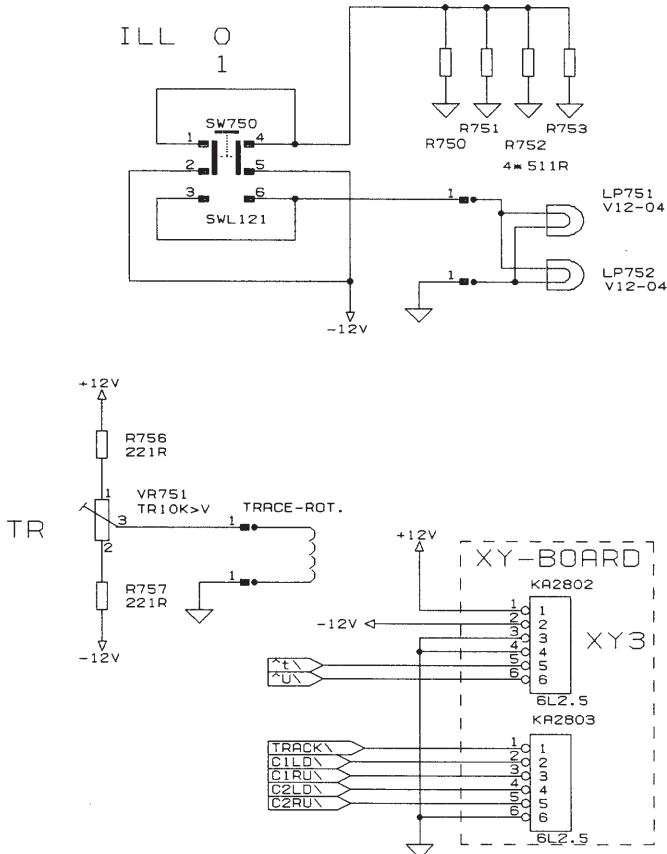 ILL 0
1
SW750
1 4
2 5
3 6
SWL121
R750
R751
R752
R753
4* 511R
1
LP751
V12-04
1
LP752
V12-04
-12V
+12V
R756
221R
TR
1
VR751
TR10K>V
3
2
TRACE-ROT.
1
1
R757
221R
-12V
+12V
XY-BOARD
KA2802
XY3
-12V
1 1
2 2
3 3
4 4
5 5
6 6
^t\
^U\
6L2.5
KA2803
TRACK\
C1LD\
C1RU\
C2LD\
C2RU\
1 1
2 2
3 3
4 4
5 5
6 6
6L2.5